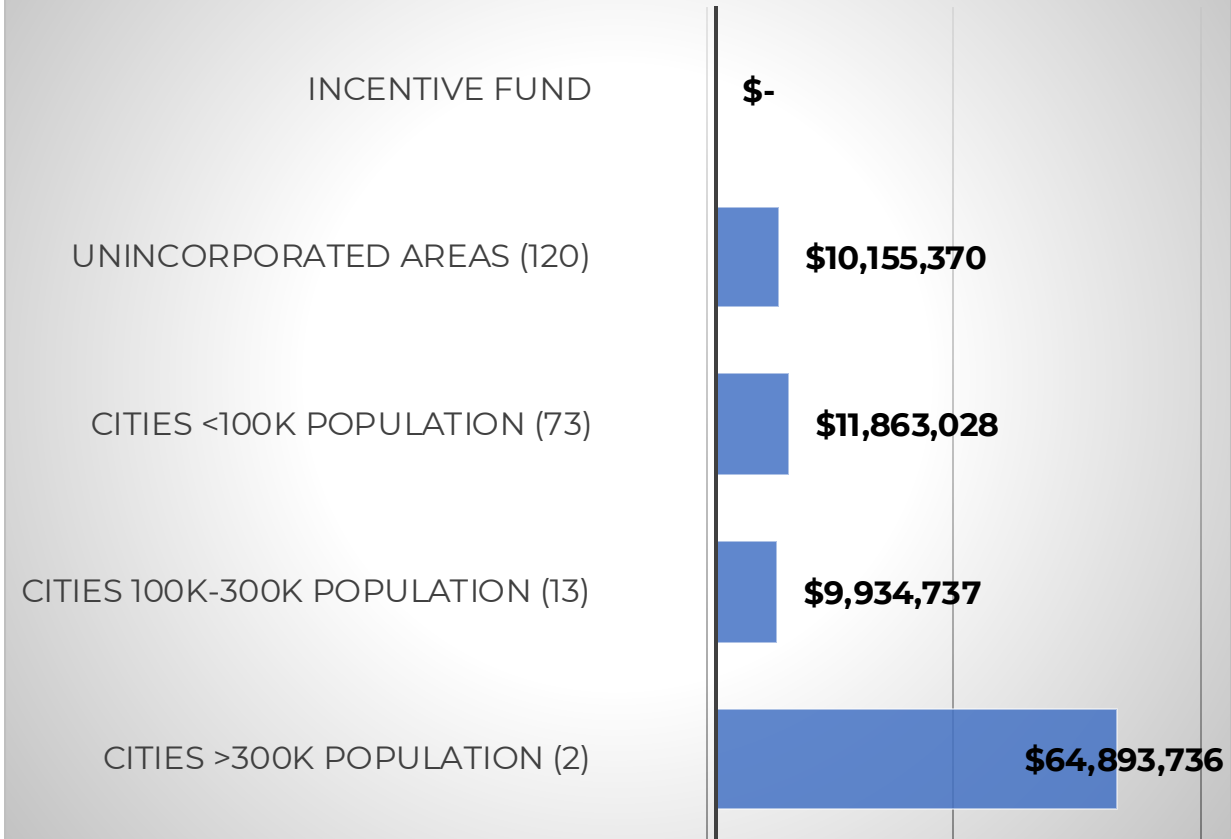 INCENTIVE FUND $-
UNINCORPORATED AREAS (120) $10,155,370
CITIES <100K POPULATION (73) $11,863,028
CITIES 100K-300K POPULATION (13) $9,934,737
CITIES >300K POPULATION (2) $64,893,736